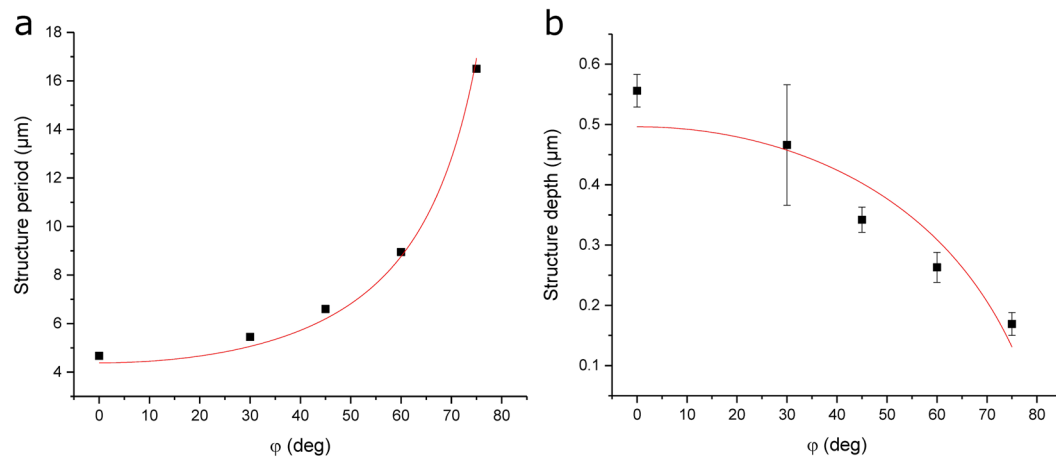 a
18
16
14
12
10
8
6
4
Structure period (µm)
0 10 20 30 40 50 60 70 80
φ (deg)
b
0.6
0.5
0.4
0.3
0.2
0.1
Structure depth (µm)
0 10 20 30 40 50 60 70 80
φ (deg)